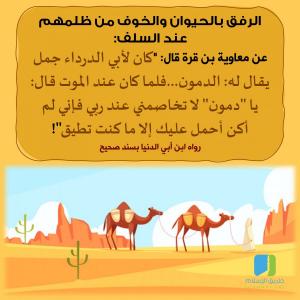 الرفق بالحيوان والخوف من ظلمهم
عند السلف:
عن معاوية بن قرة قال: "كان لأبي الدرداء جمل
يقال له: الدمون...فلما كان عند الموت قال:
يا "دمون" لا تخاصمني عند ربي فإني لم
أكن أحمل عليك إلا ما كنت تطيق"!
رواه ابن أبي الدنيا بسند صحيح
طريق الإسلام